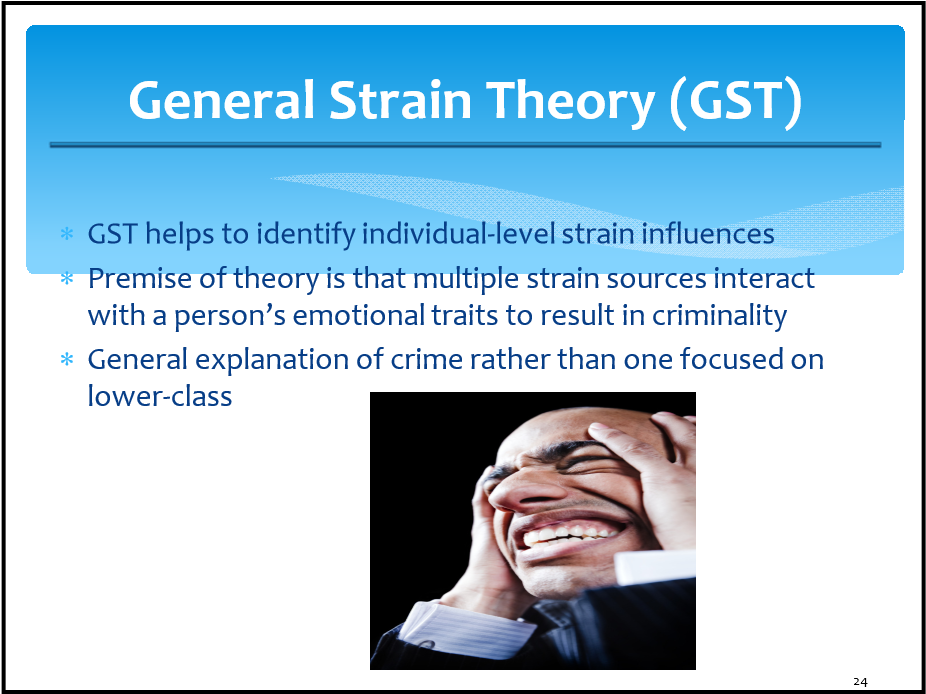 General Strain Theory (GST)
* GST helps to identify individual-level strain influences
* Premise of theory is that multiple strain sources interact
with a person’s emotional traits to result in criminality
* General explanation of crime rather than one focused on
lower-class
24